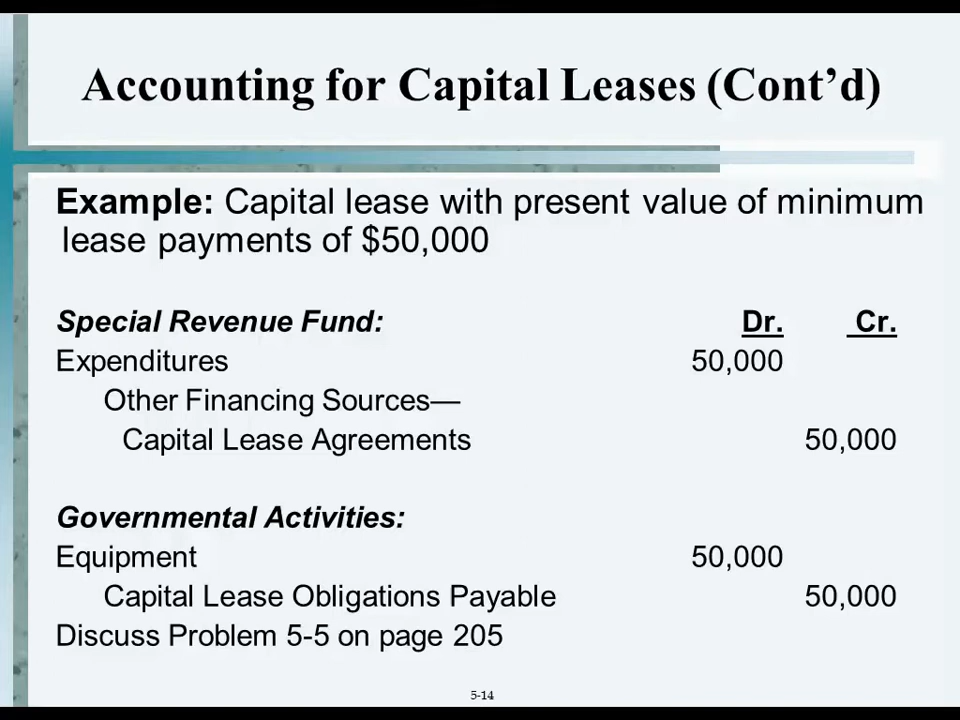 Accounting for Capital Leases (Cont’d)
Example: Capital lease with present value of minimum
lease payments of $50,000
Special Revenue Fund: Dr. Cr.
Expenditures 50,000
Other Financing Sources—
Capital Lease Agreements 50,000
Governmental Activities:
Equipment 50,000
Capital Lease Obligations Payable 50,000
Discuss Problem 5-5 on page 205
5-14